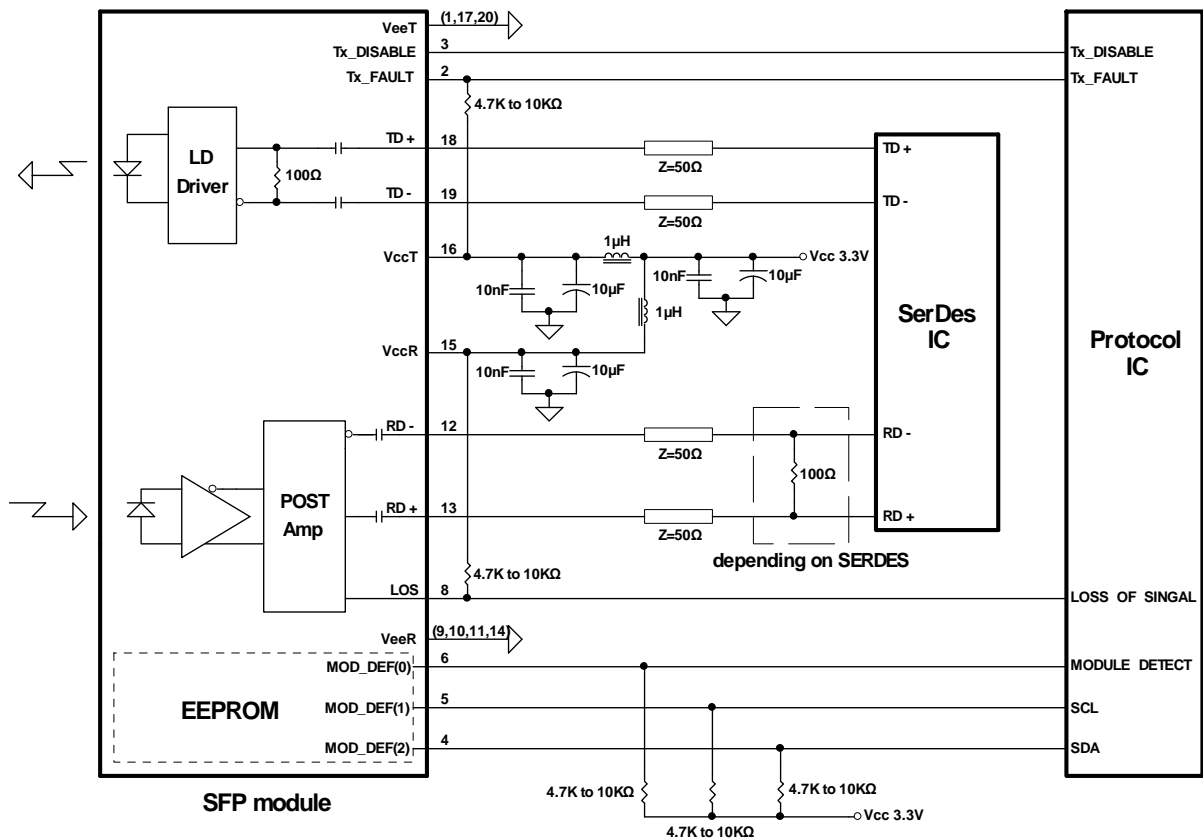 VeeT (1,17,20)
Tx_DISABLE 3 Tx_DISABLE
Tx_FAULT 2 Tx_FAULT
4.7K to 10KΩ
LD
Driver
100Ω
TD+ 18 Z=50Ω TD+
TD- 19 Z=50Ω TD-
1μH
VccT 16 Vcc 3.3V
10nF 10μF 10nF 10μF
1μH
SerDes
IC
Protocol
IC
VccR 15
10nF 10μF
RD- 12 Z=50Ω RD-
100Ω
POST
Amp
RD+ 13 Z=50Ω RD+
depending on SERDES
4.7K to 10KΩ
LOS 8 LOSS OF SINGAL
VeeR (9,10,11,14)
MOD_DEF(0) 6 MODULE DETECT
EEPROM
MOD_DEF(1) 5 SCL
MOD_DEF(2) 4 SDA
4.7K to 10KΩ 4.7K to 10KΩ
SFP module
Vcc 3.3V
4.7K to 10KΩ